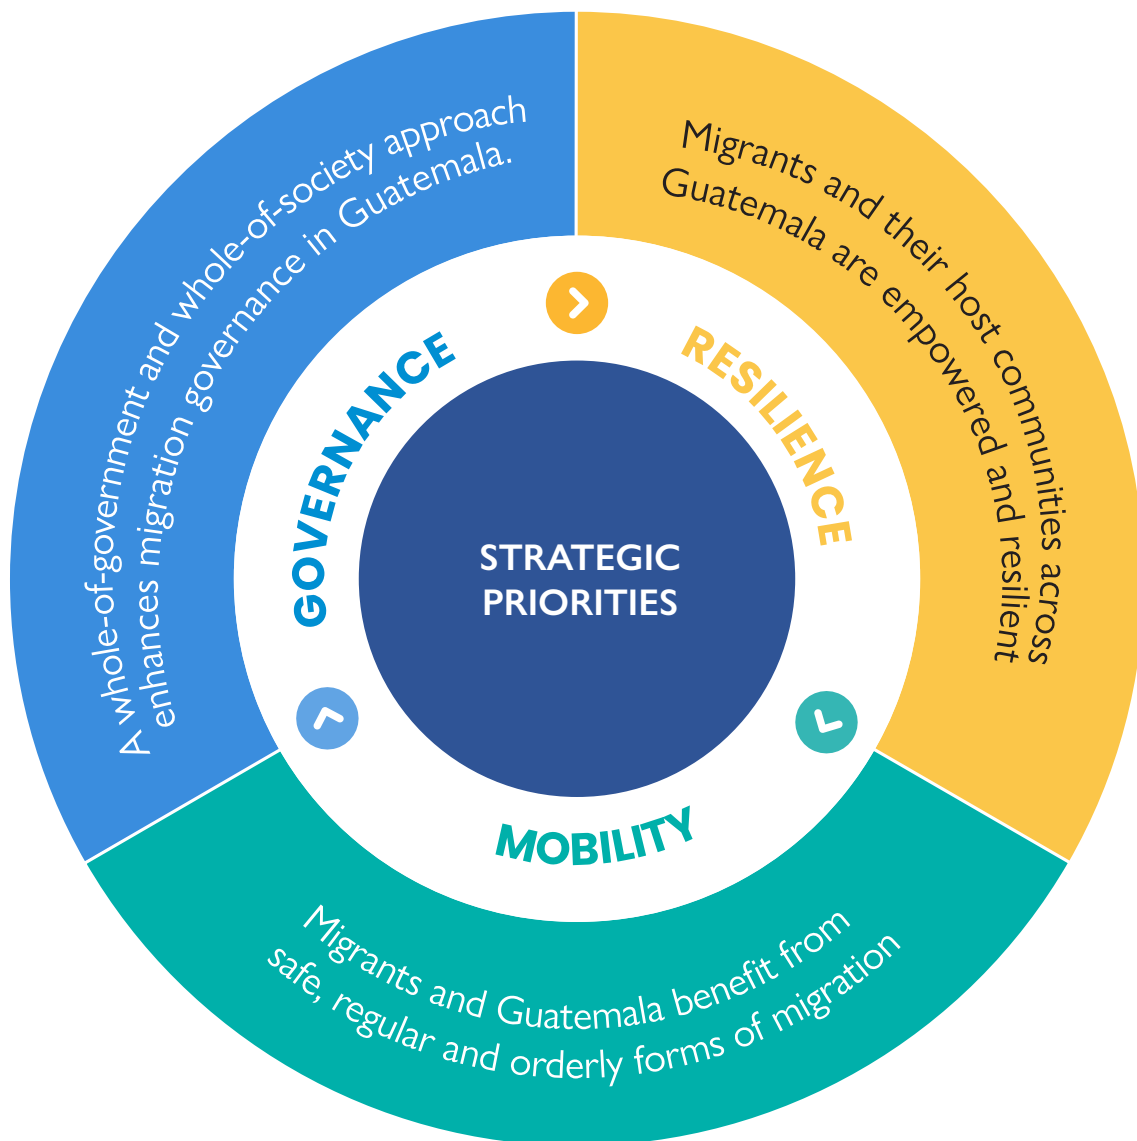 A whole-of-government and whole-of-society approach
enhances migration governance in Guatemala.
Migrants and their host communities across
Guatemala are empowered and resilient
GOVERNANCE
RESILIENCE
STRATEGIC
PRIORITIES
MOBILITY
Migrants and Guatemala benefit from
safe, regular and orderly forms of migration